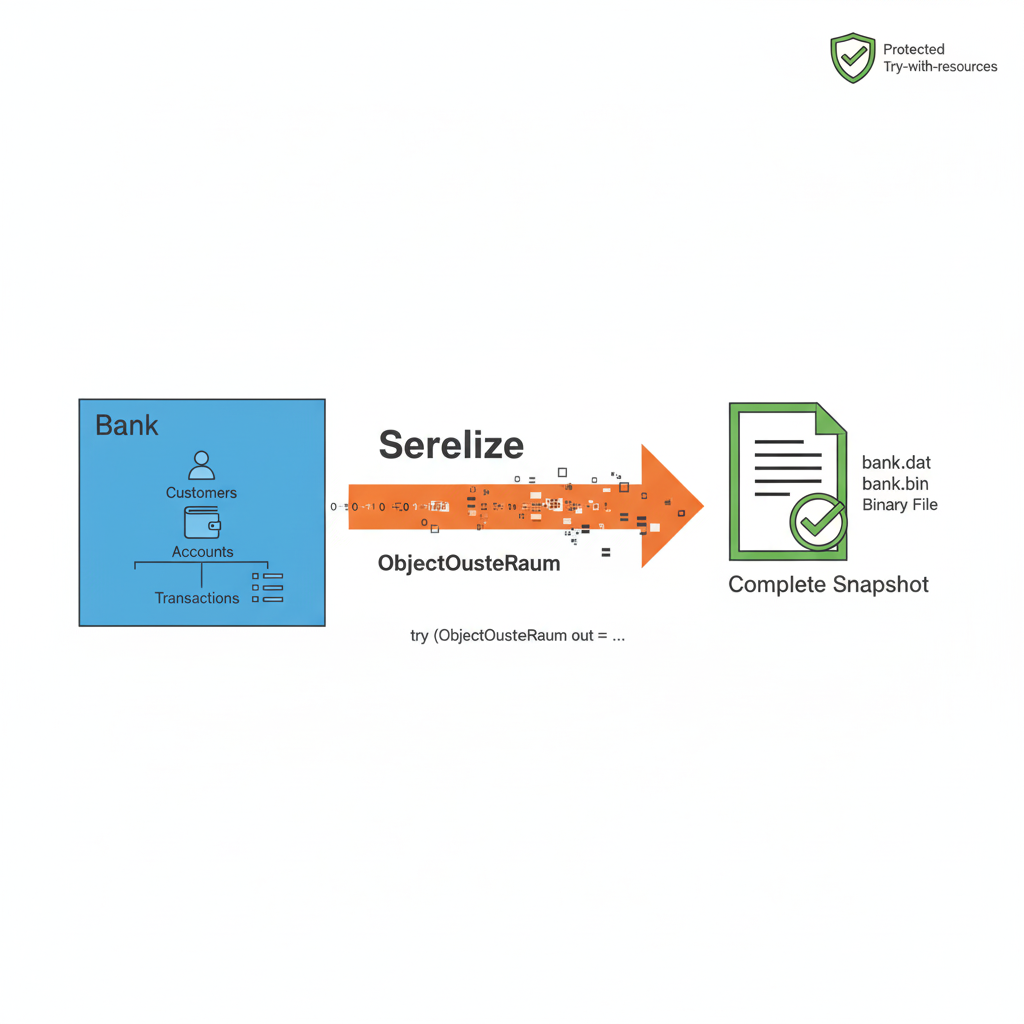 Protected
Try-with-resources
Bank
Customers
Accounts
Transactions
Serelize
ObjectOusteRaum
try (ObjectOusteRaum out = ...
bank.dat
bank.bin
Binary File
Complete Snapshot